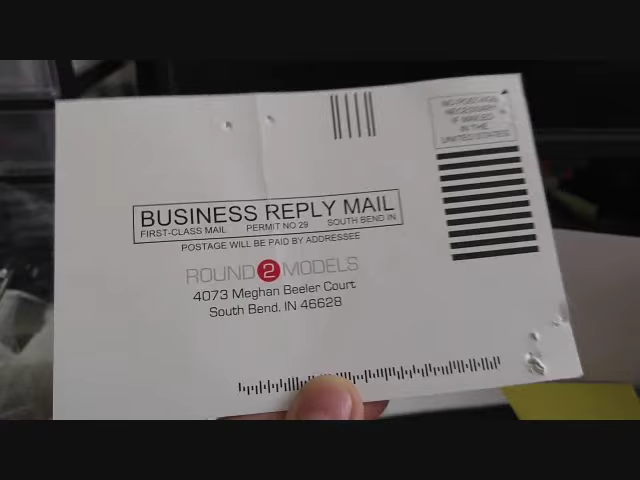 NO POSTAGE
NECESSARY
IF MAILED
IN THE
UNITED STATES
BUSINESS REPLY MAIL
FIRST-CLASS MAIL PERMIT NO 29 SOUTH BEND IN
POSTAGE WILL BE PAID BY ADDRESSEE
ROUND 2 MODELS
4073 Meghan Beeler Court
South Bend, IN 46628